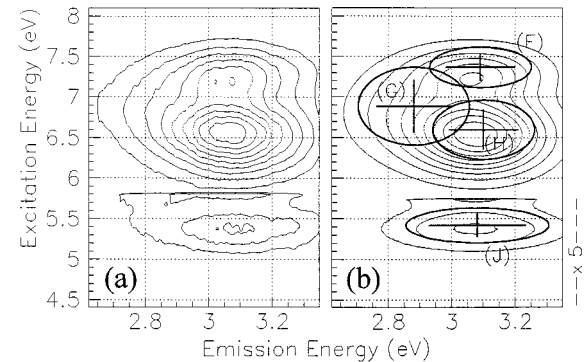 8
7.5
7
6.5
6
5.5
5
4.5
Excitation Energy (eV)
(a)
(b)
(F)
(G)
(H)
(J)
|--x 5---
2.8 3 3.2 2.8 3 3.2
Emission Energy (eV)